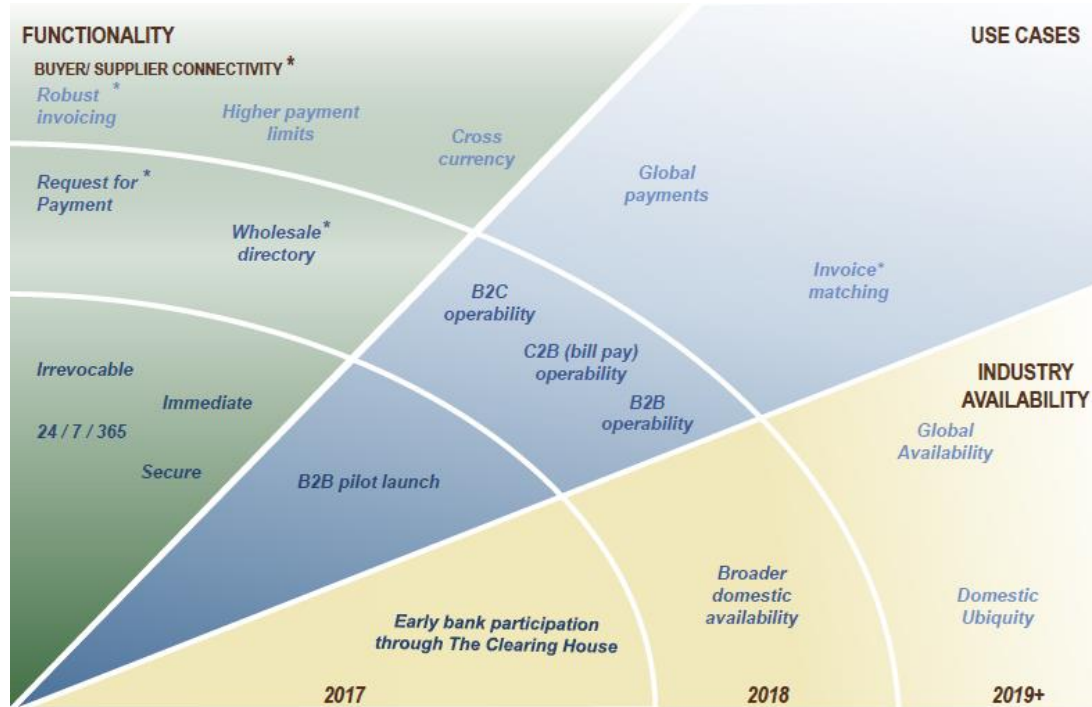 FUNCTIONALITY
BUYER/ SUPPLIER CONNECTIVITY *
Robust *
invoicing
Higher payment
limits
Cross
currency
Request for *
Payment
Wholesale *
directory
Irrevocable
Immediate
24 / 7 / 365
Secure
USE CASES
Global
payments
Invoice*
matching
B2C
operability
C2B (bill pay)
operability
B2B
operability
B2B pilot launch
INDUSTRY
AVAILABILITY
Global
Availability
Broader
domestic
availability
Domestic
Ubiquity
Early bank participation
through The Clearing House
2017
2018
2019+